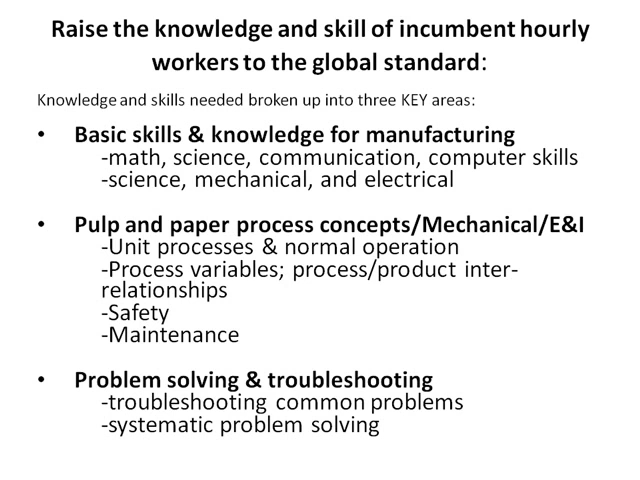 Raise the knowledge and skill of incumbent hourly
workers to the global standard:
Knowledge and skills needed broken up into three KEY areas:
• Basic skills & knowledge for manufacturing
-math, science, communication, computer skills
-science, mechanical, and electrical
• Pulp and paper process concepts/Mechanical/E&I
-Unit processes & normal operation
-Process variables; process/product inter-
relationships
-Safety
-Maintenance
• Problem solving & troubleshooting
-troubleshooting common problems
-systematic problem solving